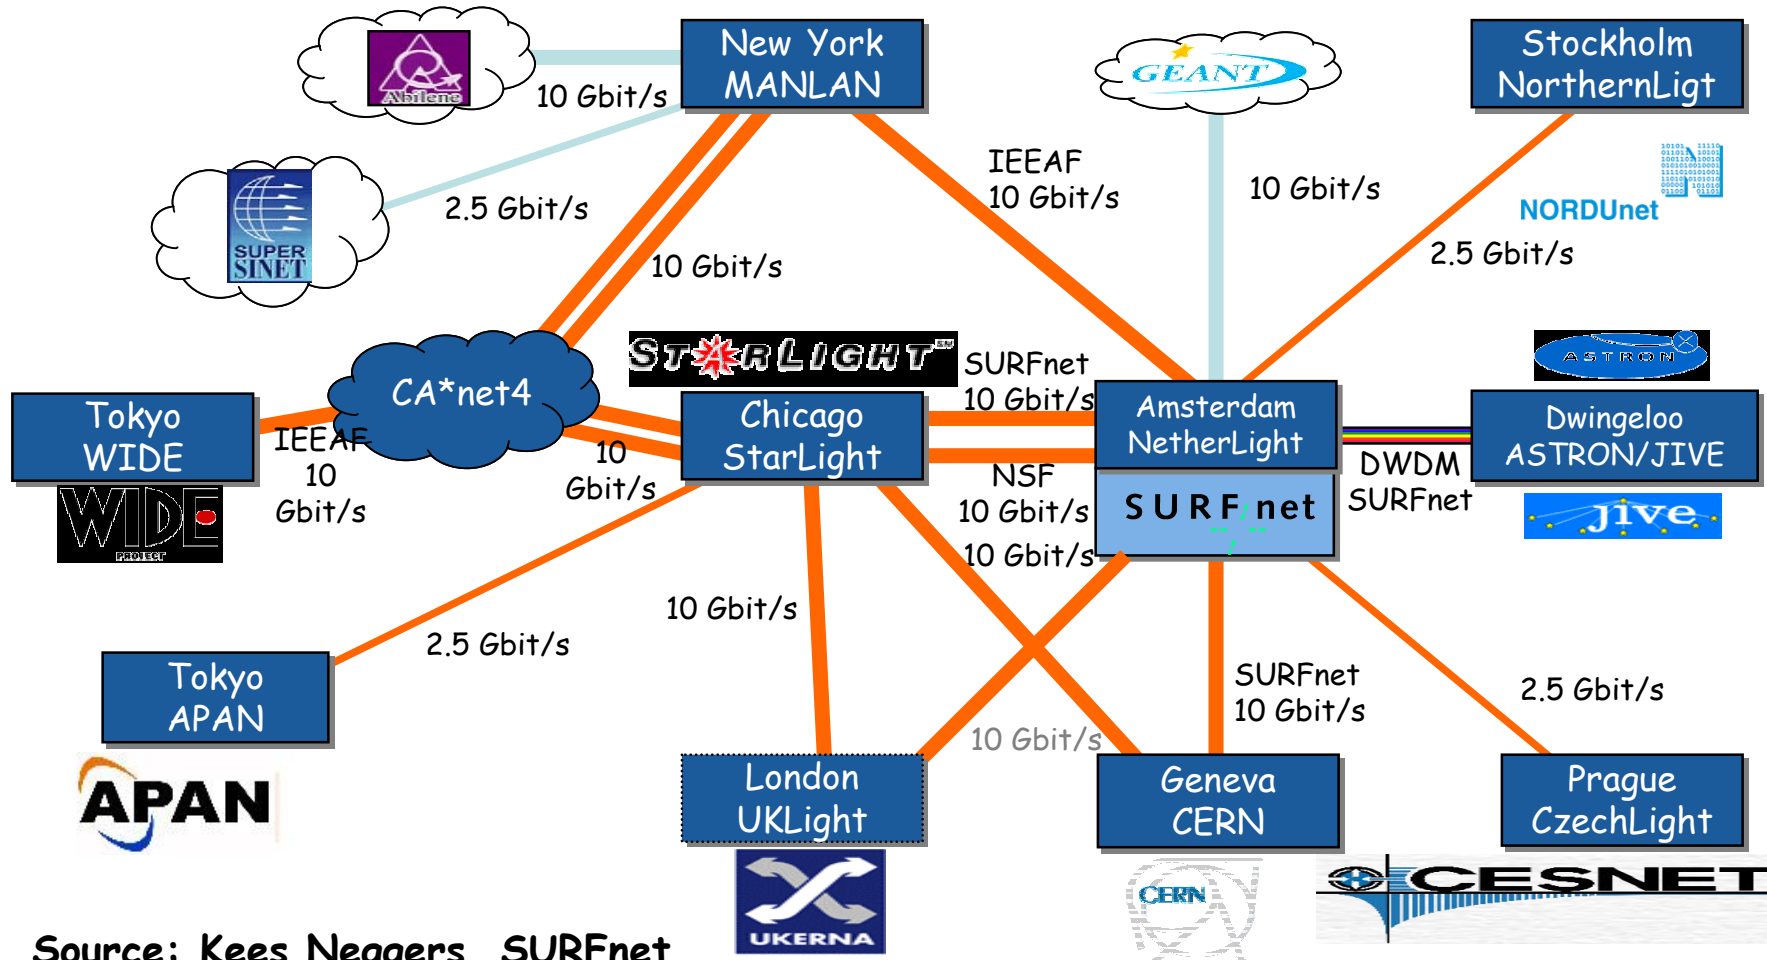 Abilene
10 Gbit/s
New York
MANLAN
GEANT
Stockholm
NorthernLigt
SUPER
SINET
2.5 Gbit/s
IEEAF
10 Gbit/s
10 Gbit/s
NORDUnet
2.5 Gbit/s
10 Gbit/s
CA*net4
STARLIGHT SM
SURFnet
10 Gbit/s
ASTRON
Tokyo
WIDE
IEEAF
10
Gbit/s
10
Gbit/s
Chicago
StarLight
Amsterdam
NetherLight
Dwingeloo
ASTRON/JIVE
DWDM
SURFnet
WIDE
PROJECT
NSF
10 Gbit/s
10 Gbit/s
SURFnet
jive
10 Gbit/s
2.5 Gbit/s
Tokyo
APAN
SURFnet
10 Gbit/s
2.5 Gbit/s
10 Gbit/s
APAN
London
UKLight
Geneva
CERN
Prague
CzechLight
UKERNA
CERN
CESNET
Source: Kees Neggers SURFnet